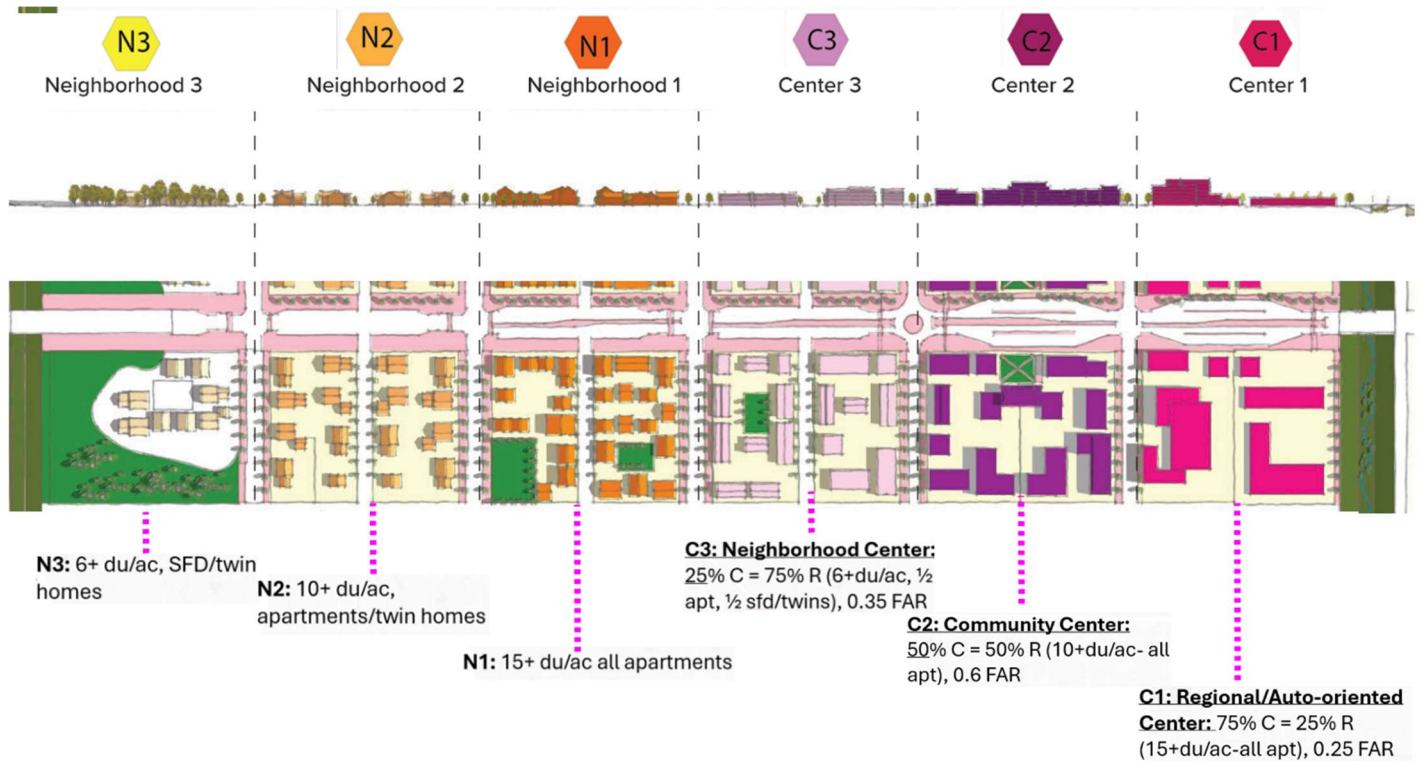 N3
Neighborhood 3
N2
Neighborhood 2
N1
Neighborhood 1
C3
Center 3
C2
Center 2
C1
Center 1
N3: 6+ du/ac, SFD/twin
homes
N2: 10+ du/ac,
apartments/twin homes
N1: 15+ du/ac all apartments
C3: Neighborhood Center:
25% C = 75% R (6+du/ac, ½
apt, ½ sfd/twins), 0.35 FAR
C2: Community Center:
50% C = 50% R (10+du/ac- all
apt), 0.6 FAR
C1: Regional/Auto-oriented
Center: 75% C = 25% R
(15+du/ac-all apt), 0.25 FAR